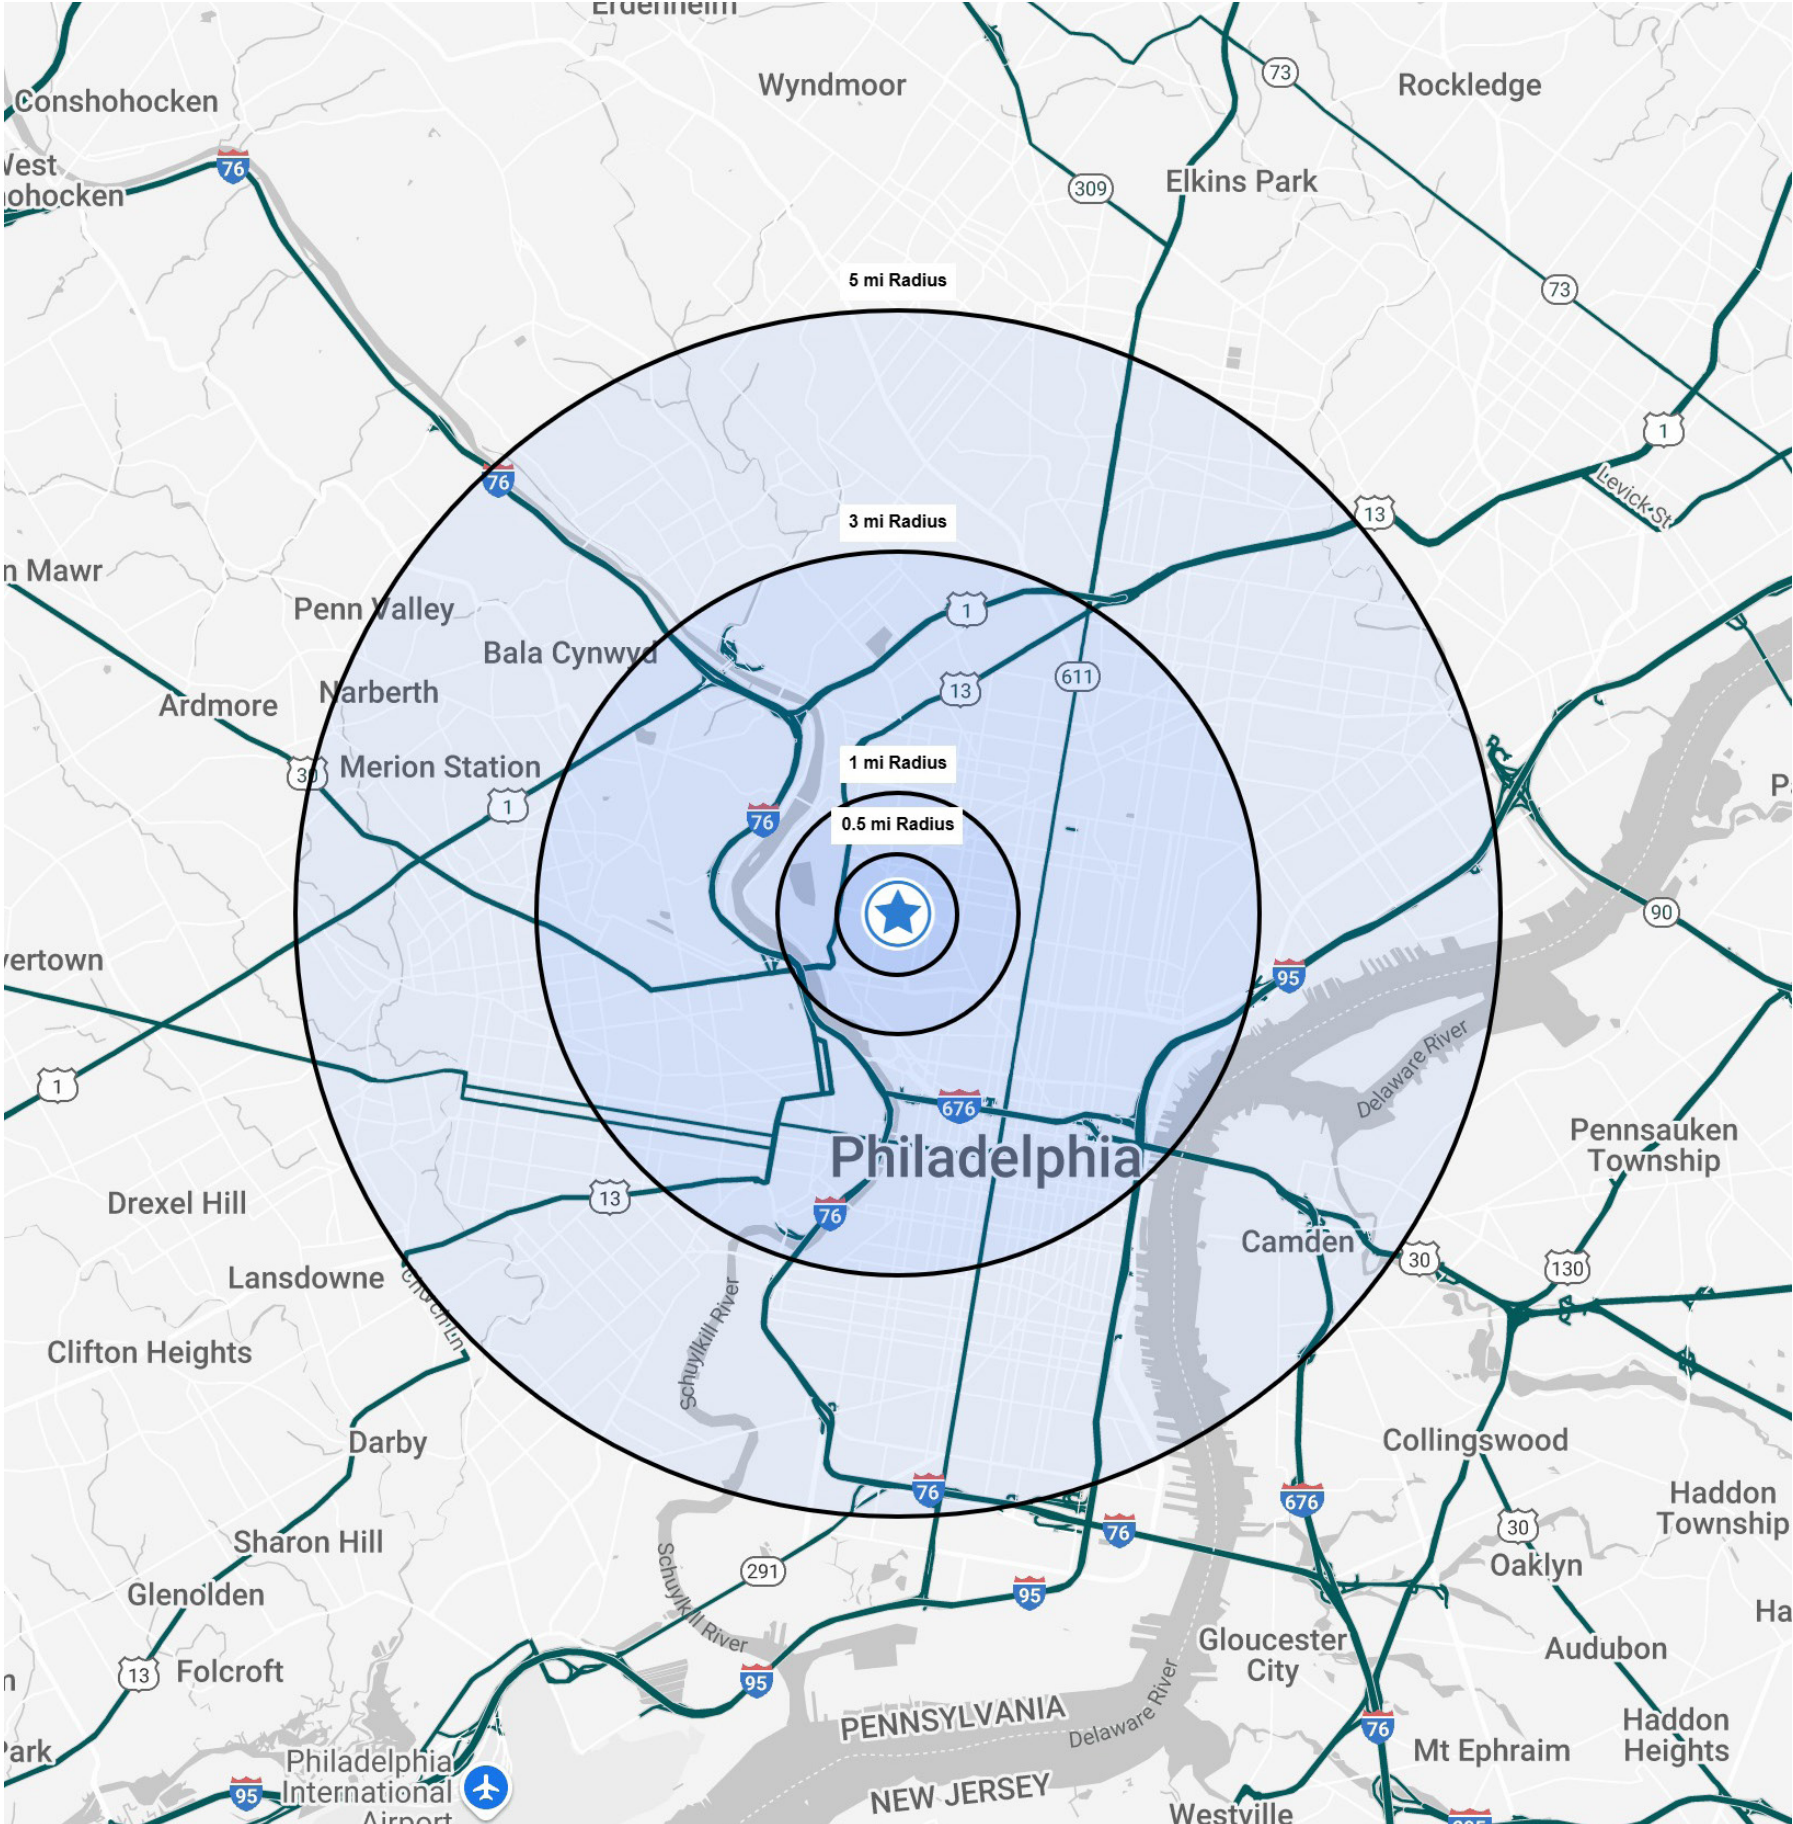 Erdenheim
Wyndmoor
73
Rockledge
Conshohocken
West
76
309
Elkins Park
ohocken
5 mi Radius
73
1
Levick St
76
13
3 mi Radius
n Mawr
Penn Valley
1
Bala Cynwyd
611
Narberth
13
Ardmore
1 mi Radius
30
Merion Station
1
76
0.5 mi Radius
90
vertown
95
Delaware River
1
676
Pennsauken
Township
Philadelphia
Drexel Hill
13
76
Camden
30
130
Lansdowne
Church Ln
Schuylkill River
Clifton Heights
Darby
Collingswood
76
676
Haddon
Township
76
30
Sharon Hill
Schuylkill River
291
Oaklyn
Glenolden
95
Ha
Gloucester
City
Audubon
13
Folcroft
95
n
PENNSYLVANIA
Delaware River
76
Haddon
Heights
Park
Mt Ephraim
Philadelphia
International
Airport
95
NEW JERSEY
Westville